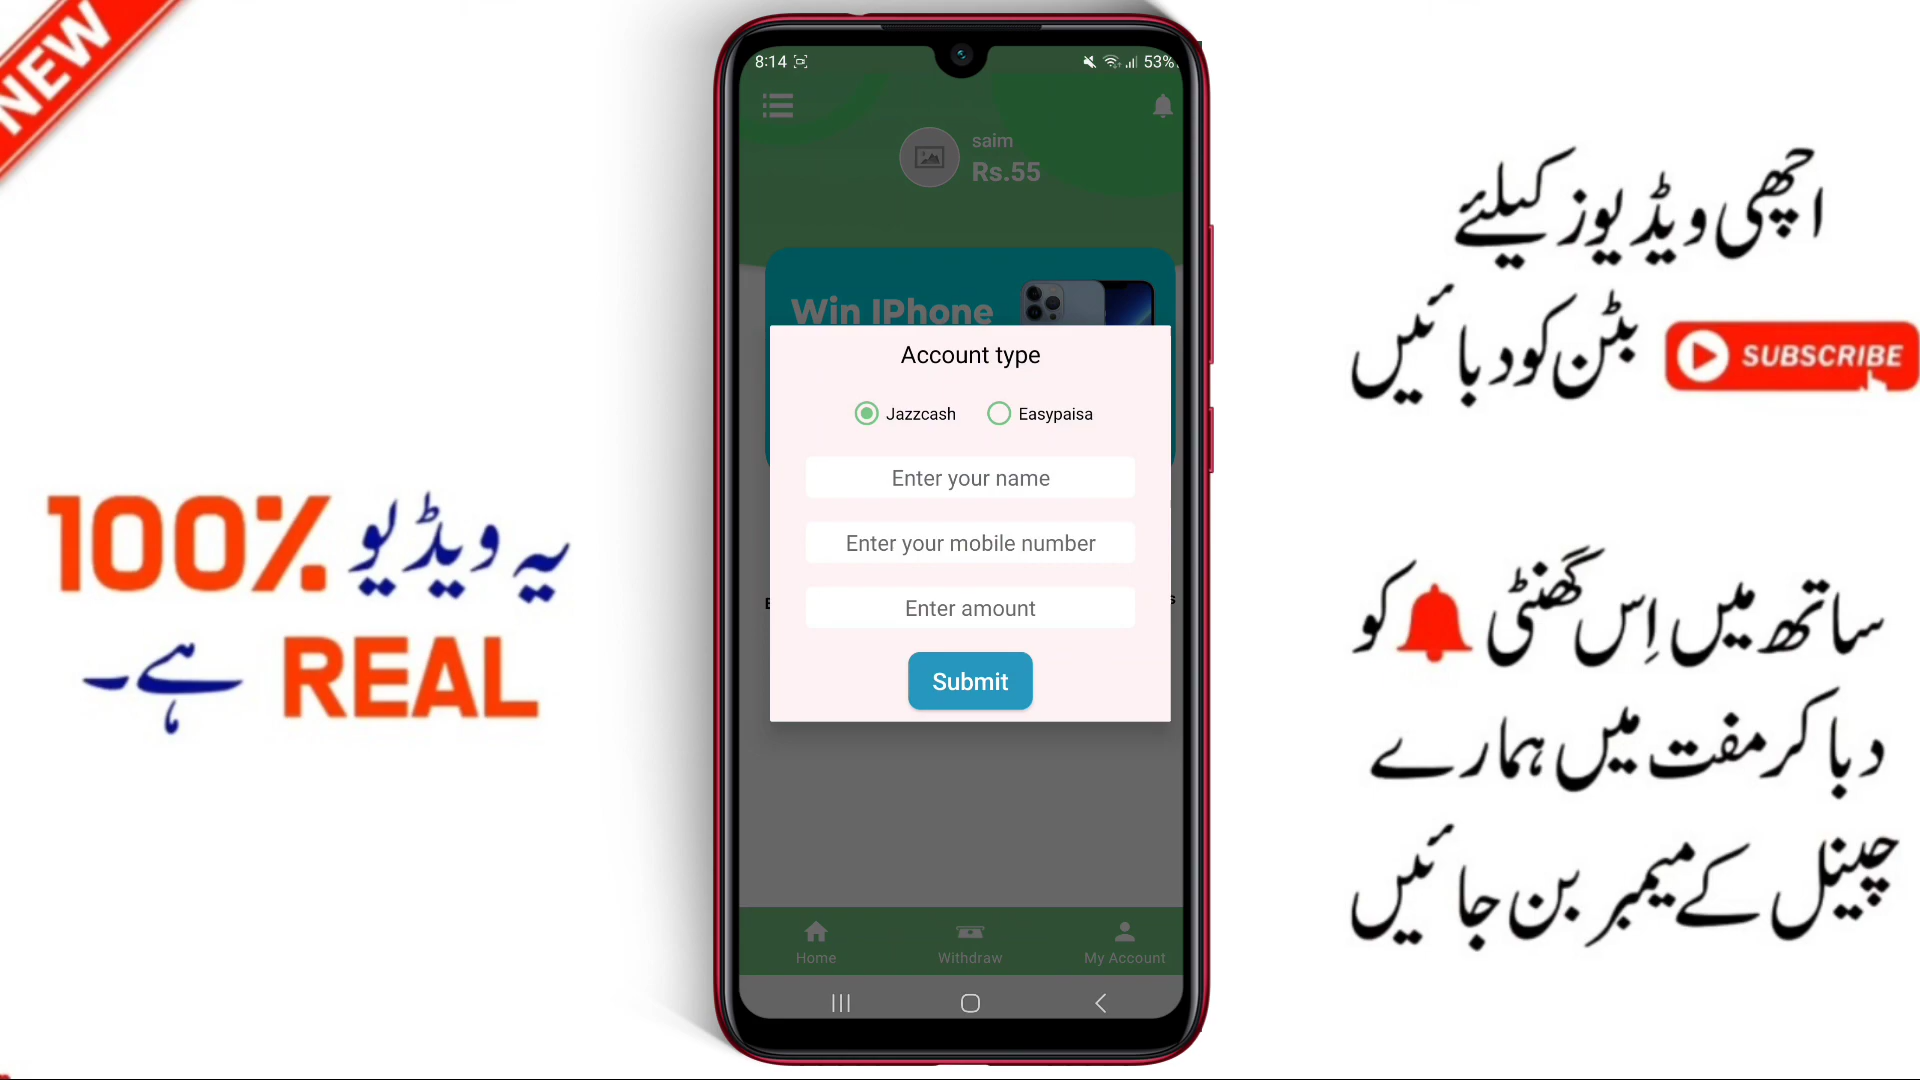 NEW
یہ ویڈیو 100%
REAL ہے۔
8:14
53%
saim
Rs.55
Win IPhone
Account type
Jazzcash
Easypaisa
Enter your name
Enter your mobile number
Enter amount
Submit
Home
Withdraw
My Account
اچھی ویڈیوز کیلئے
SUBSCRIBE بٹن کو دبائیں
ساتھ میں اِس گھنٹی کو
دبا کر مفت میں ہمارے
چینل کے میمبر بن جائیں